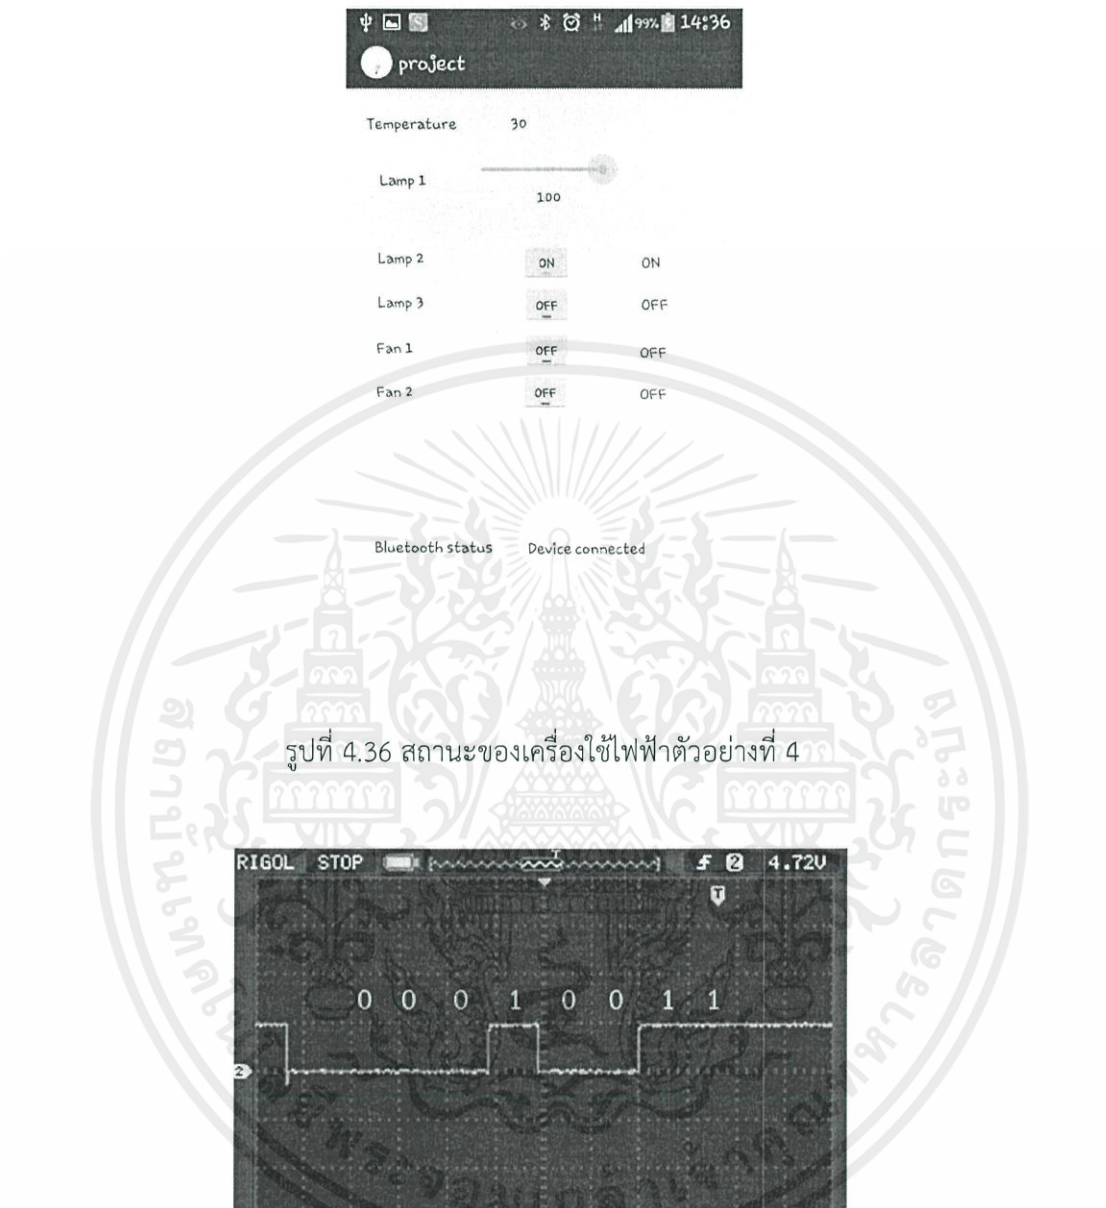 99% 14:36
project
Temperature 30
Lamp 1
100
Lamp 2 ON ON
Lamp 3 OFF OFF
Fan 1 OFF OFF
Fan 2 OFF OFF
Bluetooth status Device connected
รูปที่ 4.36 สถานะของเครื่องใช้ไฟฟ้าตัวอย่างที่ 4
RIGOL STOP T 2 4.72V
T
0 0 0 1 0 0 1 1
2